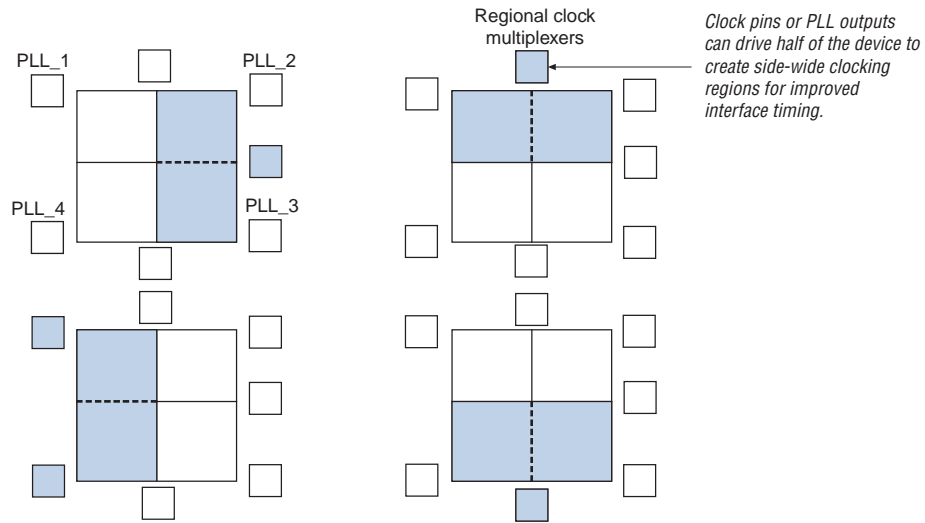 PLL_1
PLL_2
PLL_4
PLL_3
Regional clock
multiplexers
Clock pins or PLL outputs
can drive half of the device to
create side-wide clocking
regions for improved
interface timing.